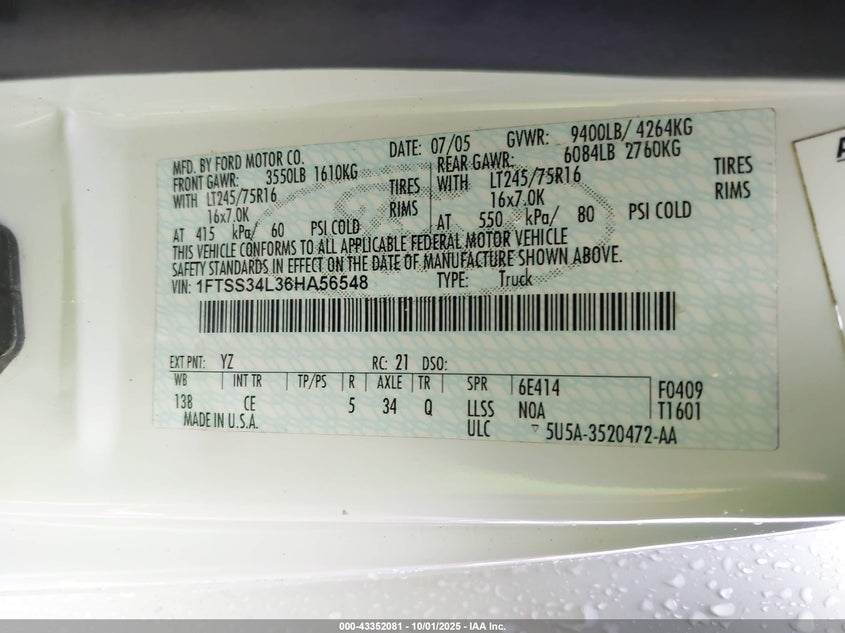 MFD. BY FORD MOTOR CO. DATE: 07/05 GVWR: 9400LB/ 4264KG
FRONT GAWR: 3550LB 1610KG REAR GAWR: 6084LB 2760KG
WITH LT245/75R16 TIRES WITH LT245/75R16 TIRES
16x7.0K RIMS 16x7.0K RIMS
AT 415 kPa/ 60 PSI COLD AT 550 kPa/ 80 PSI COLD
THIS VEHICLE CONFORMS TO ALL APPLICABLE FEDERAL MOTOR VEHICLE
SAFETY STANDARDS IN EFFECT ON THE DATE OF MANUFACTURE SHOWN ABOVE.
VIN: 1FTSS34L36HA56548 TYPE: Truck
EXT PNT: YZ RC: 21 DSO:
WB INT TR TP/PS R AXLE TR SPR 6E414 F0409
138 CE 5 34 Q LLSS NOA T1601
MADE IN U.S.A. ULC 5U5A-3520472-AA
000-43352081 - 10/01/2025 - IAA Inc.